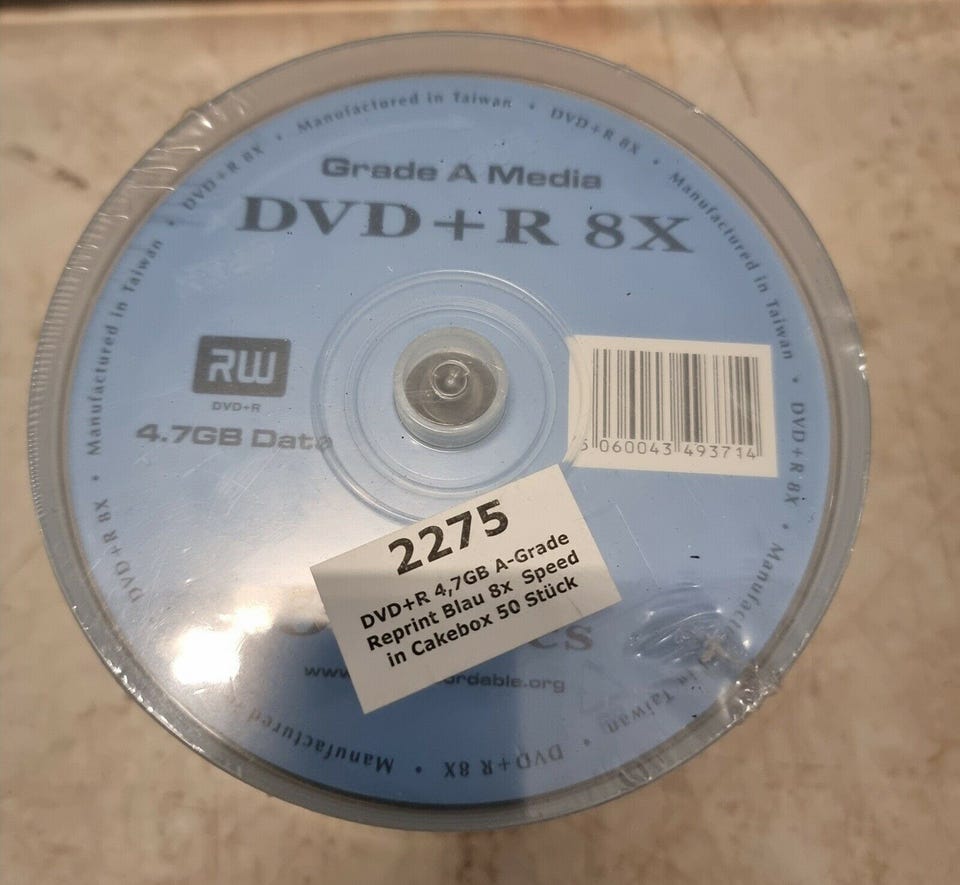 Grade A Media
DVD+R 8X
RW
DVD+R
4.7GB Data
060043 493714
2275
DVD+R 4,7GB A-Grade
Reprint Blau 8x Speed
in Cakebox 50 Stück
DVD+R 8X • Manufactured in Taiwan • DVD+R 8X • Manufactured in Taiwan • DVD+R 8X • Manufactured in Taiwan • DVD+R 8X • Manufactured • DVD+R 8X • Manufactured in Taiwan